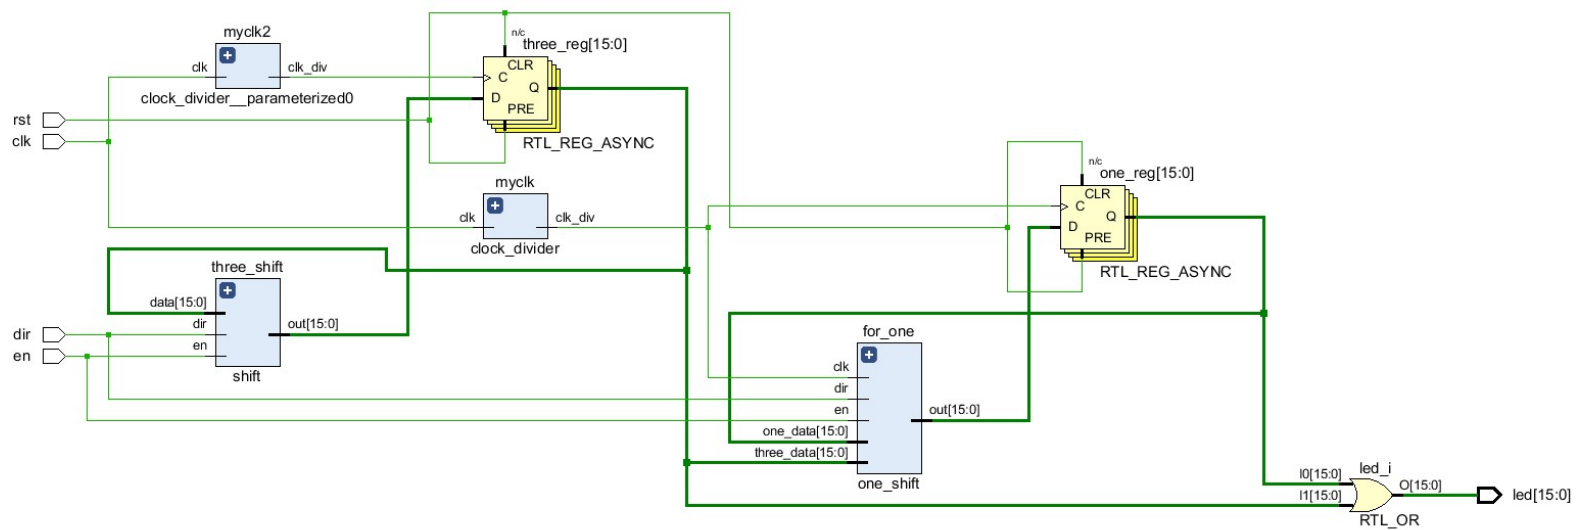 myclk2
clk
clk_div
clock_divider__parameterized0
n/c
three_reg[15:0]
CLR
C
Q
D
PRE
RTL_REG_ASYNC
rst
clk
myclk
clk
clk_div
clock_divider
n/c
one_reg[15:0]
CLR
C
Q
D
PRE
RTL_REG_ASYNC
three_shift
data[15:0]
dir
out[15:0]
en
shift
dir
en
for_one
clk
dir
en
out[15:0]
one_data[15:0]
three_data[15:0]
one_shift
led_i
I0[15:0]
O[15:0]
I1[15:0]
led[15:0]
RTL_OR